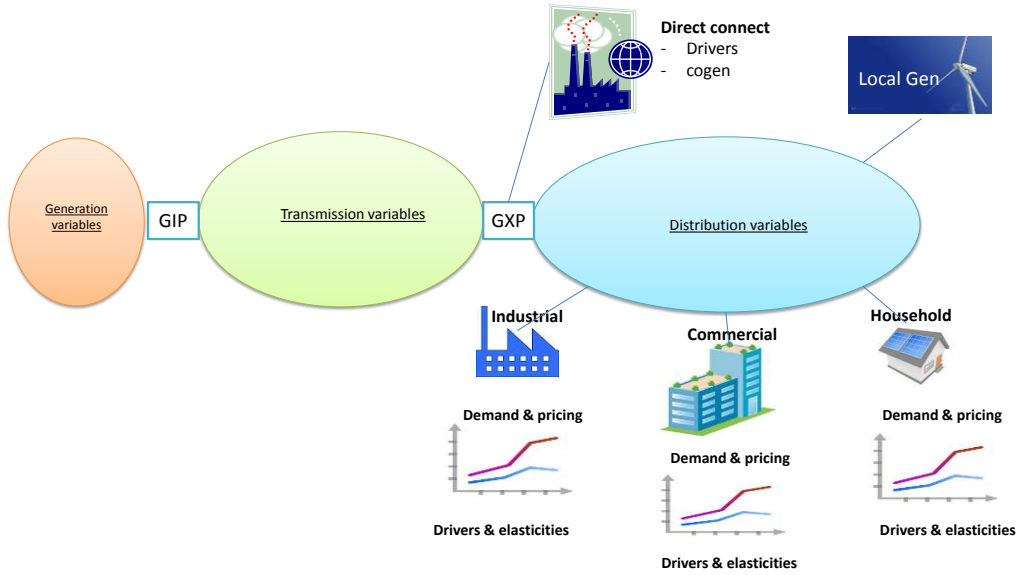 Direct connect
- Drivers
- cogen
Local Gen
Generation
variables
GIP
Transmission variables
GXP
Distribution variables
Industrial
Commercial
Household
Demand & pricing
Demand & pricing
Demand & pricing
Drivers & elasticities
Drivers & elasticities
Drivers & elasticities